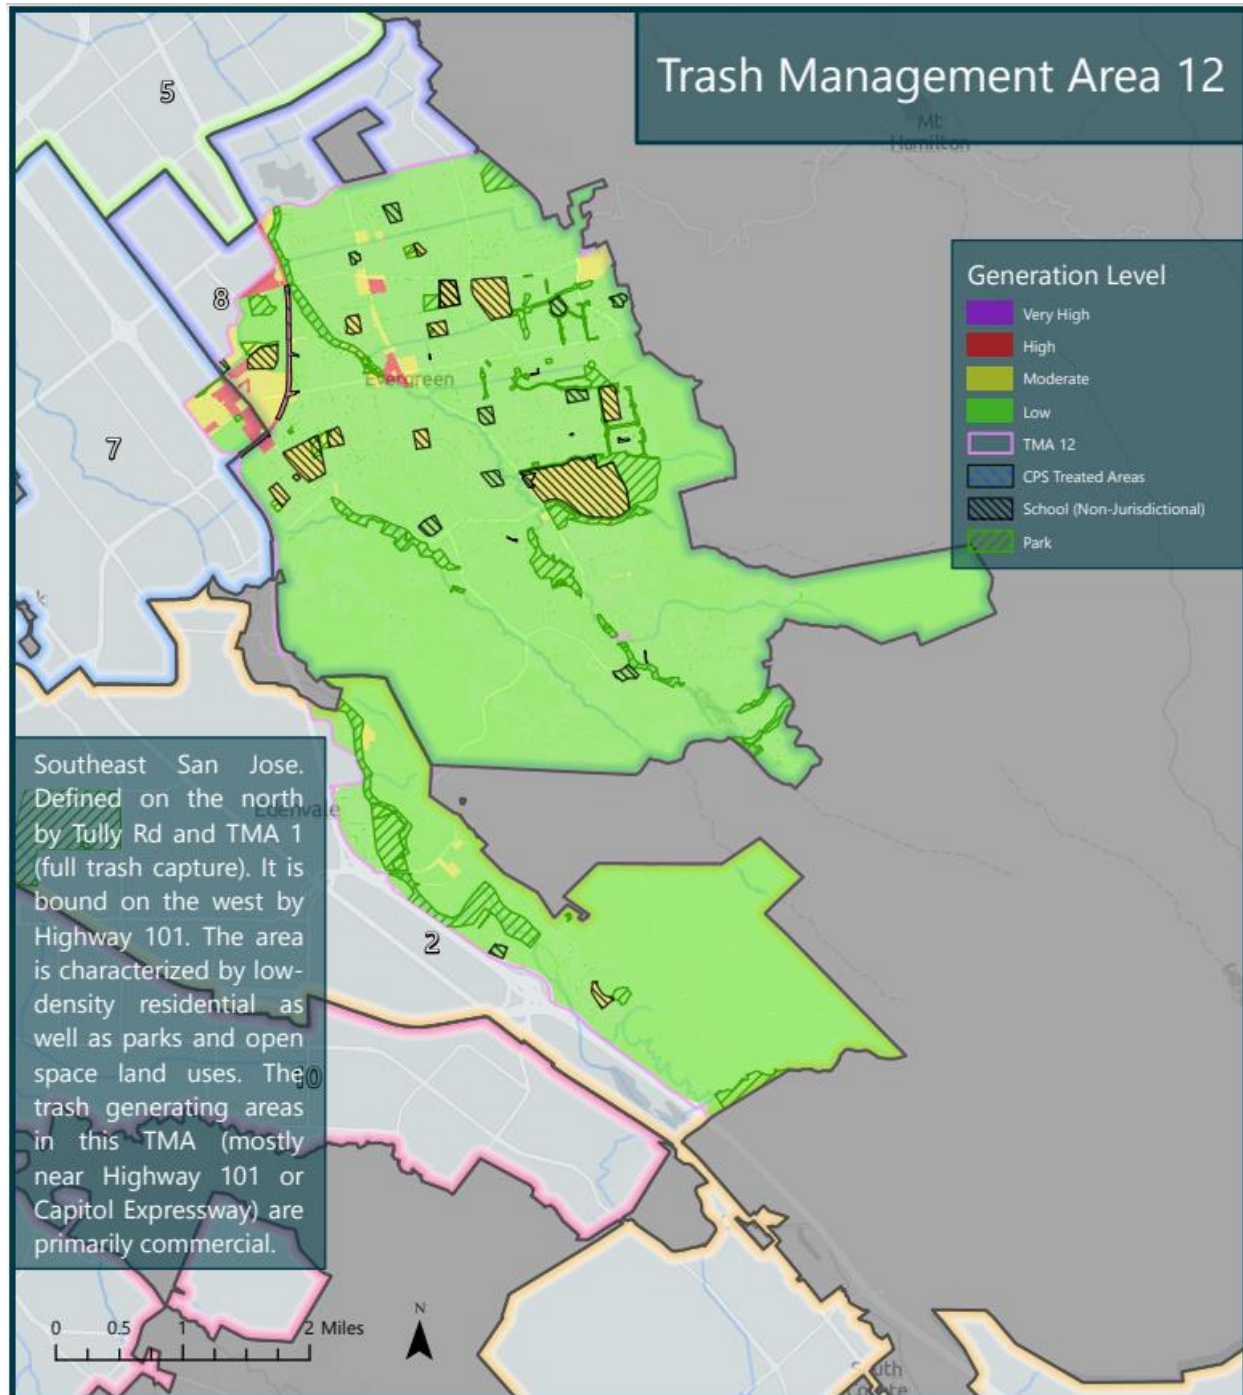 Trash Management Area 12
5
Mt
Hamilton
Generation Level
Very High
High
Moderate
Low
TMA 12
CPS Treated Areas
School (Non-Jurisdictional)
Park
8
Evergreen
7
Southeast San Jose.
Defined on the north
by Tully Rd and TMA 1
(full trash capture). It is
bound on the west by
Highway 101. The area
is characterized by low-
density residential as
well as parks and open
space land uses. The
trash generating areas
in this TMA (mostly
near Highway 101 or
Capitol Expressway) are
primarily commercial.
Edenvale
2
10
0 0.5 1 2 Miles
N
South